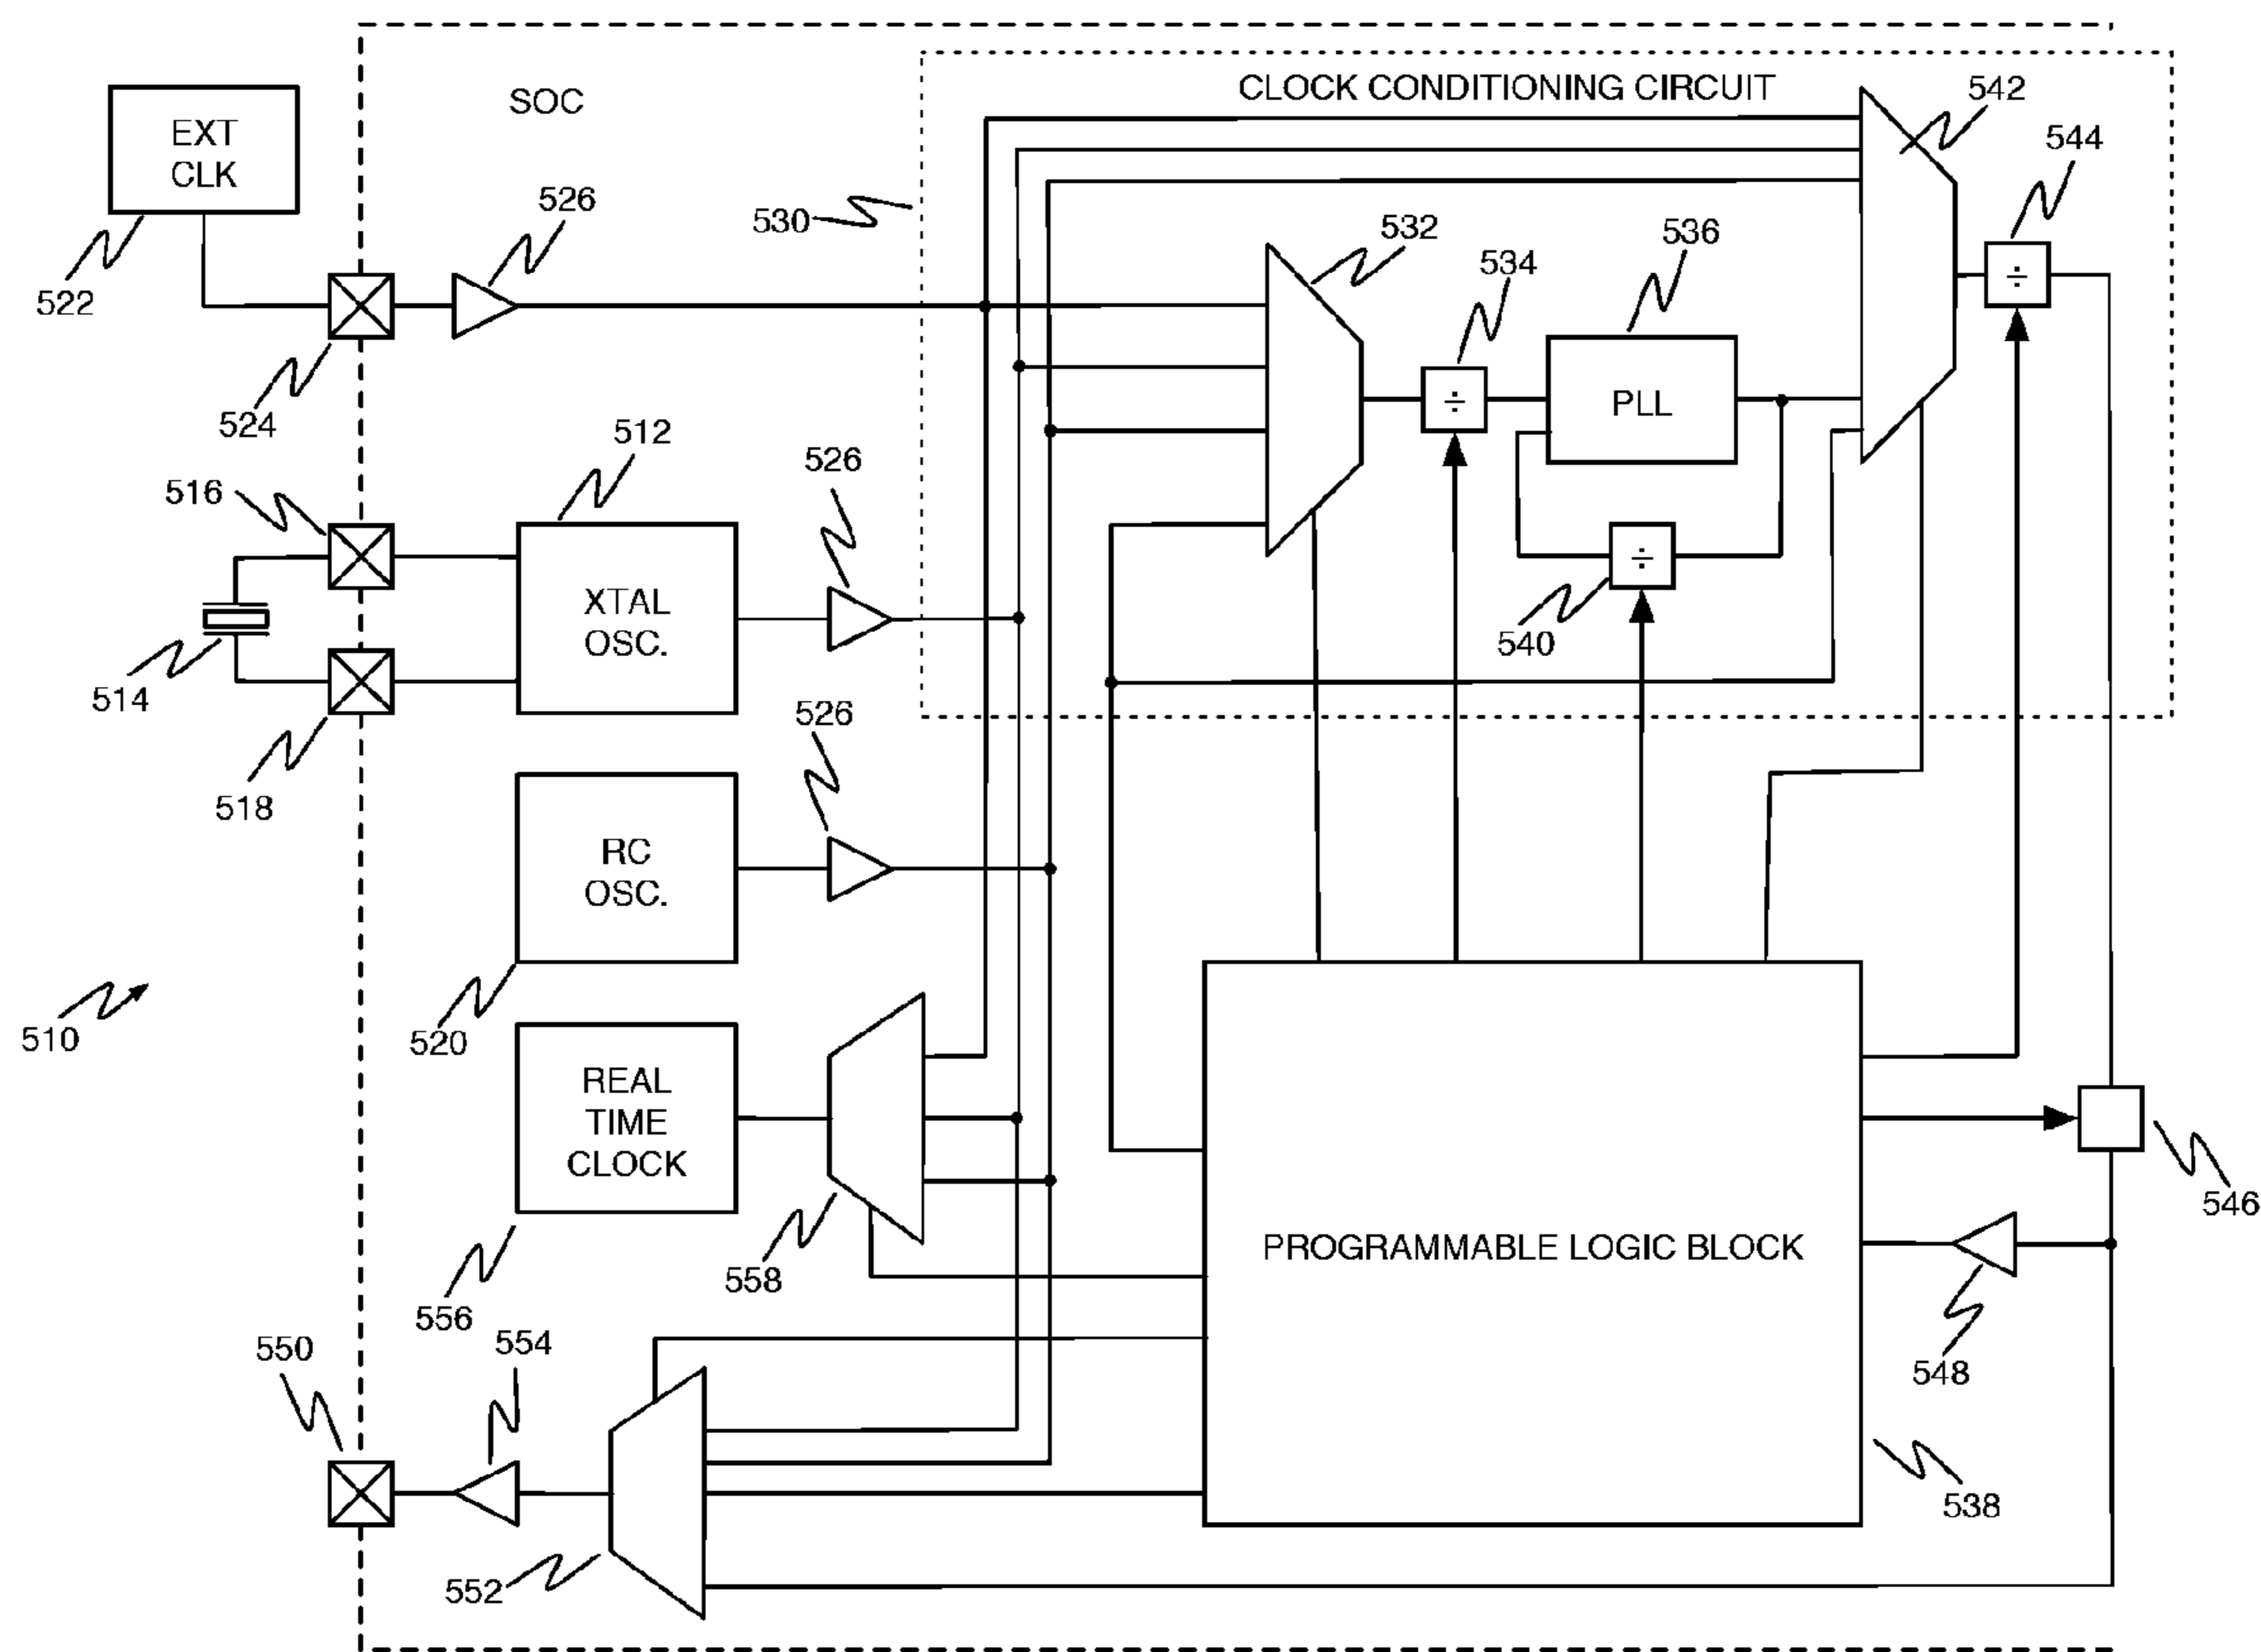 CLOCK CONDITIONING CIRCUIT
542
SOC
EXT
CLK
544
526
530
532
536
534
522
524
PLL
512
526
516
XTAL
OSC.
÷
÷
÷
540
514
526
518
RC
OSC.
510
520
REAL
TIME
CLOCK
546
PROGRAMMABLE LOGIC BLOCK
558
556
554
550
548
538
552